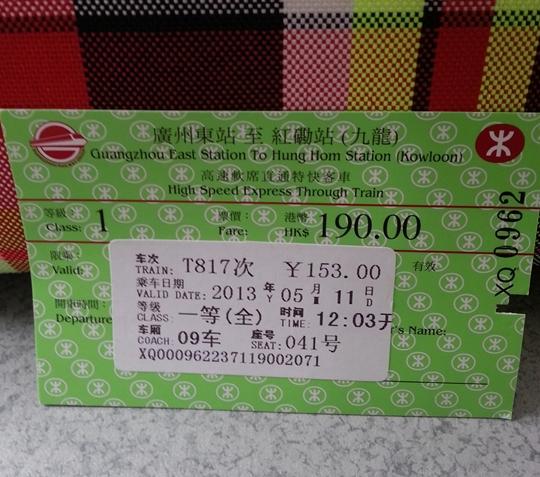 廣州東站 至 紅磡站 (九龍)
Guangzhou East Station To Hung Hom Station (Kowloon)
高速軟席直通特快客車
High Speed Express Through Train
等級 票價: 港幣
Class: 1 Fare: HK$ 190.00
XQ 0962
Valid: 有效
開車時間:
Departure
's Name:
车次
TRAIN: T817次 ￥153.00
乘车日期
VALID DATE: 2013 年Y 05 月M 11 日D
等级 时间
CLASS: 一等(全) TIME: 12:03开
车厢 座号
COACH: 09车 SEAT: 041号
XQ000962237119002071